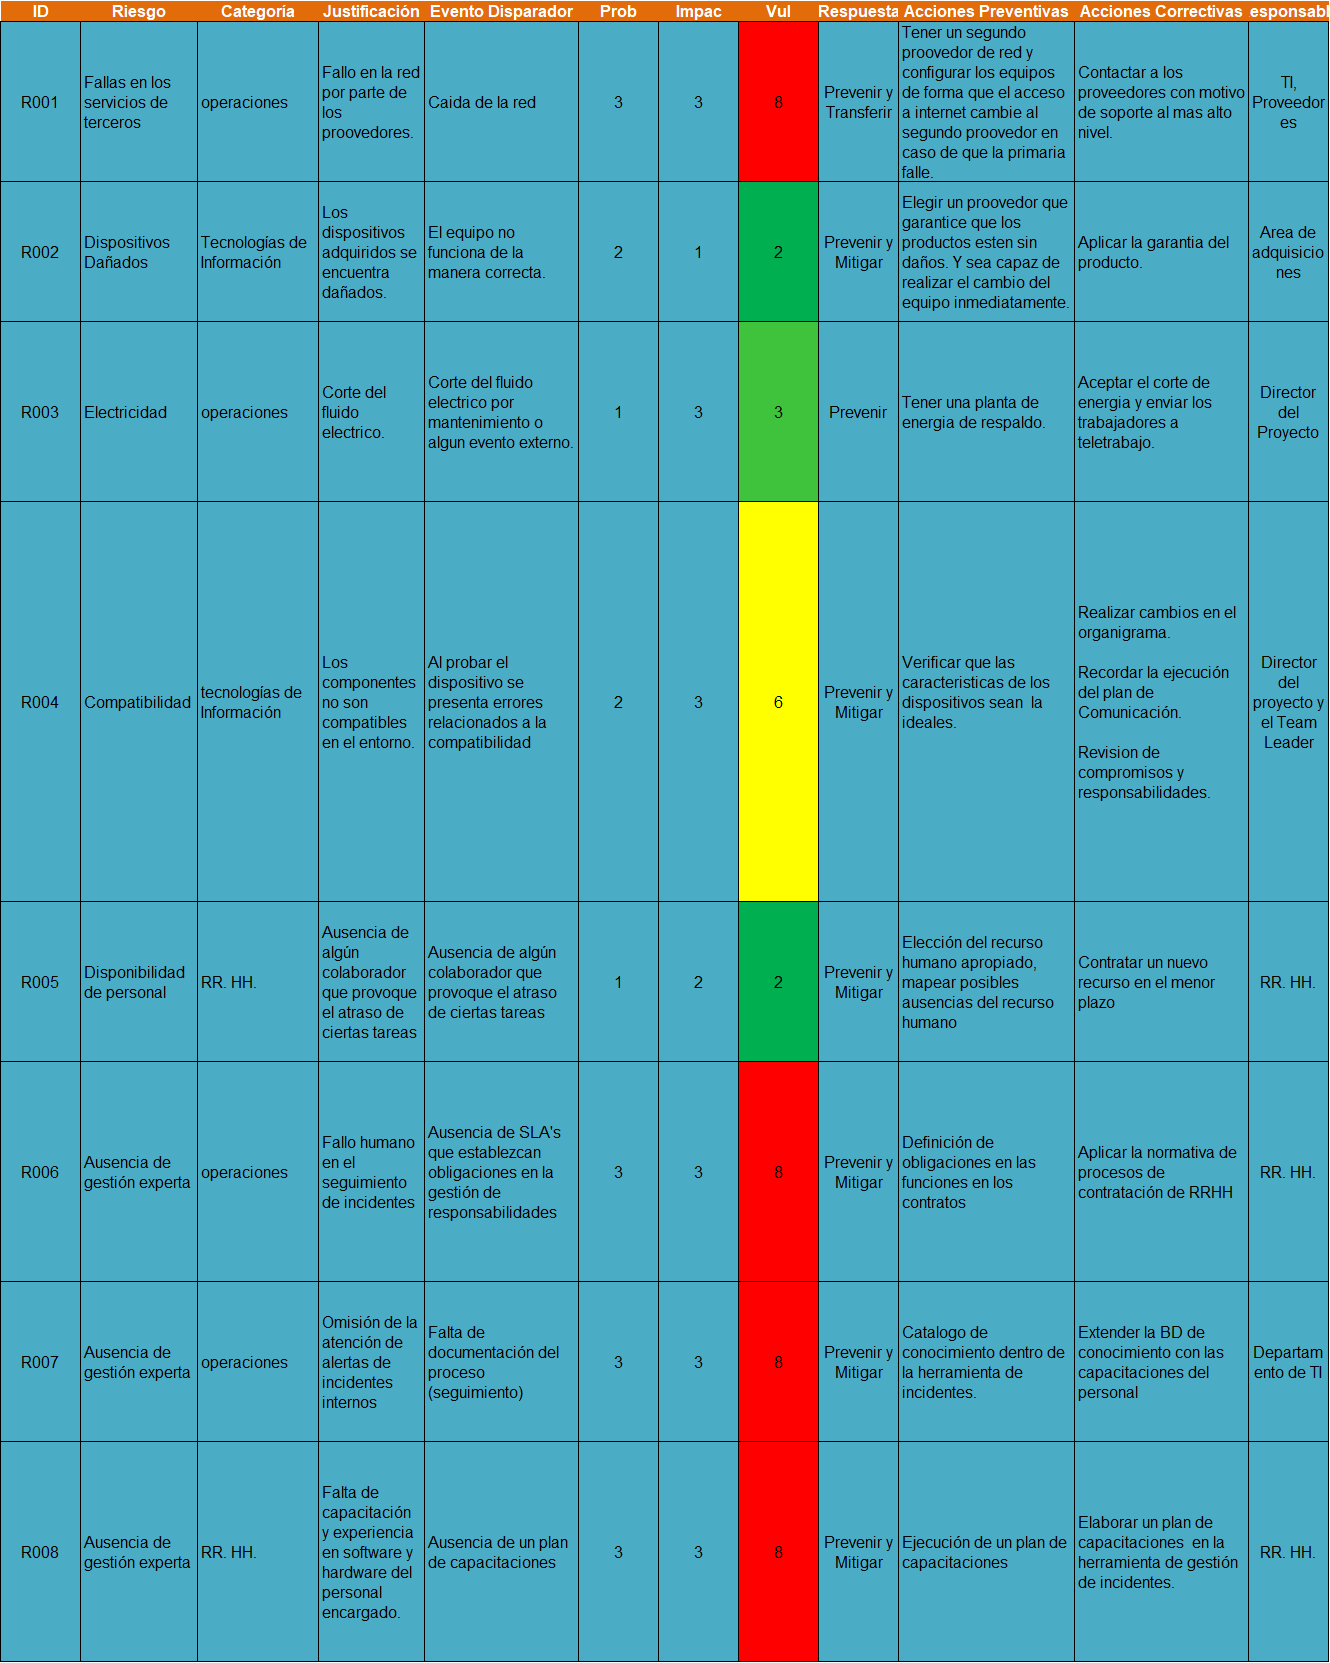 ID Riesgo Categoría Justificación Evento Disparador Prob Impac Vul Respuesta Acciones Preventivas Acciones Correctivas esponsabl
R001
Fallas en los
servicios de
terceros
operaciones
Fallo en la red
por parte de
los
proovedores.
Caida de la red
3
3
8
Prevenir y
Transferir
Tener un segundo
proovedor de red y
configurar los equipos
de forma que el acceso
a internet cambie al
segundo proovedor en
caso de que la primaria
falle.
Contactar a los
proveedores con motivo
de soporte al mas alto
nivel.
TI,
Proveedor
es
R002
Dispositivos
Dañados
Tecnologías de
Información
Los
dispositivos
adquiridos se
encuentra
dañados.
El equipo no
funciona de la
manera correcta.
2
1
2
Prevenir y
Mitigar
Elegir un proovedor que
garantice que los
productos esten sin
daños. Y sea capaz de
realizar el cambio del
equipo inmediatamente.
Aplicar la garantia del
producto.
Area de
adquisicio
nes
R003
Electricidad
operaciones
Corte del
fluido
electrico.
Corte del fluido
electrico por
mantenimiento o
algun evento externo.
1
3
3
Prevenir
Tener una planta de
energia de respaldo.
Aceptar el corte de
energia y enviar los
trabajadores a
teletrabajo.
Director
del
Proyecto
R004
Compatibilidad
tecnologías de
Información
Los
componentes
no son
compatibles
en el entorno.
Al probar el
dispositivo se
presenta errores
relacionados a la
compatibilidad
2
3
6
Prevenir y
Mitigar
Verificar que las
caracteristicas de los
dispositivos sean  la
ideales.
Realizar cambios en el
organigrama.
Recordar la ejecución
del plan de
Comunicación.
Revision de
compromisos y
responsabilidades.
Director
del
proyecto y
el Team
Leader
R005
Disponibilidad
de personal
RR. HH.
Ausencia de
algún
colaborador
que provoque
el atraso de
ciertas tareas
Ausencia de algún
colaborador que
provoque el atraso
de ciertas tareas
1
2
2
Prevenir y
Mitigar
Elección del recurso
humano apropiado,
mapear posibles
ausencias del recurso
humano
Contratar un nuevo
recurso en el menor
plazo
RR. HH.
R006
Ausencia de
gestión experta
operaciones
Fallo humano
en el
seguimiento
de incidentes
Ausencia de SLA's
que establezcan
obligaciones en la
gestión de
responsabilidades
3
3
8
Prevenir y
Mitigar
Definición de
obligaciones en las
funciones en los
contratos
Aplicar la normativa de
procesos de
contratación de RRHH
RR. HH.
R007
Ausencia de
gestión experta
operaciones
Omisión de la
atención de
alertas de
incidentes
internos
Falta de
documentación del
proceso
(seguimiento)
3
3
8
Prevenir y
Mitigar
Catalogo de
conocimiento dentro de
la herramienta de
incidentes.
Extender la BD de
conocimiento con las
capacitaciones del
personal
Departam
ento de TI
R008
Ausencia de
gestión experta
RR. HH.
Falta de
capacitación
y experiencia
en software y
hardware del
personal
encargado.
Ausencia de un plan
de capacitaciones
3
3
8
Prevenir y
Mitigar
Ejecución de un plan de
capacitaciones
Elaborar un plan de
capacitaciones  en la
herramienta de gestión
de incidentes.
RR. HH.